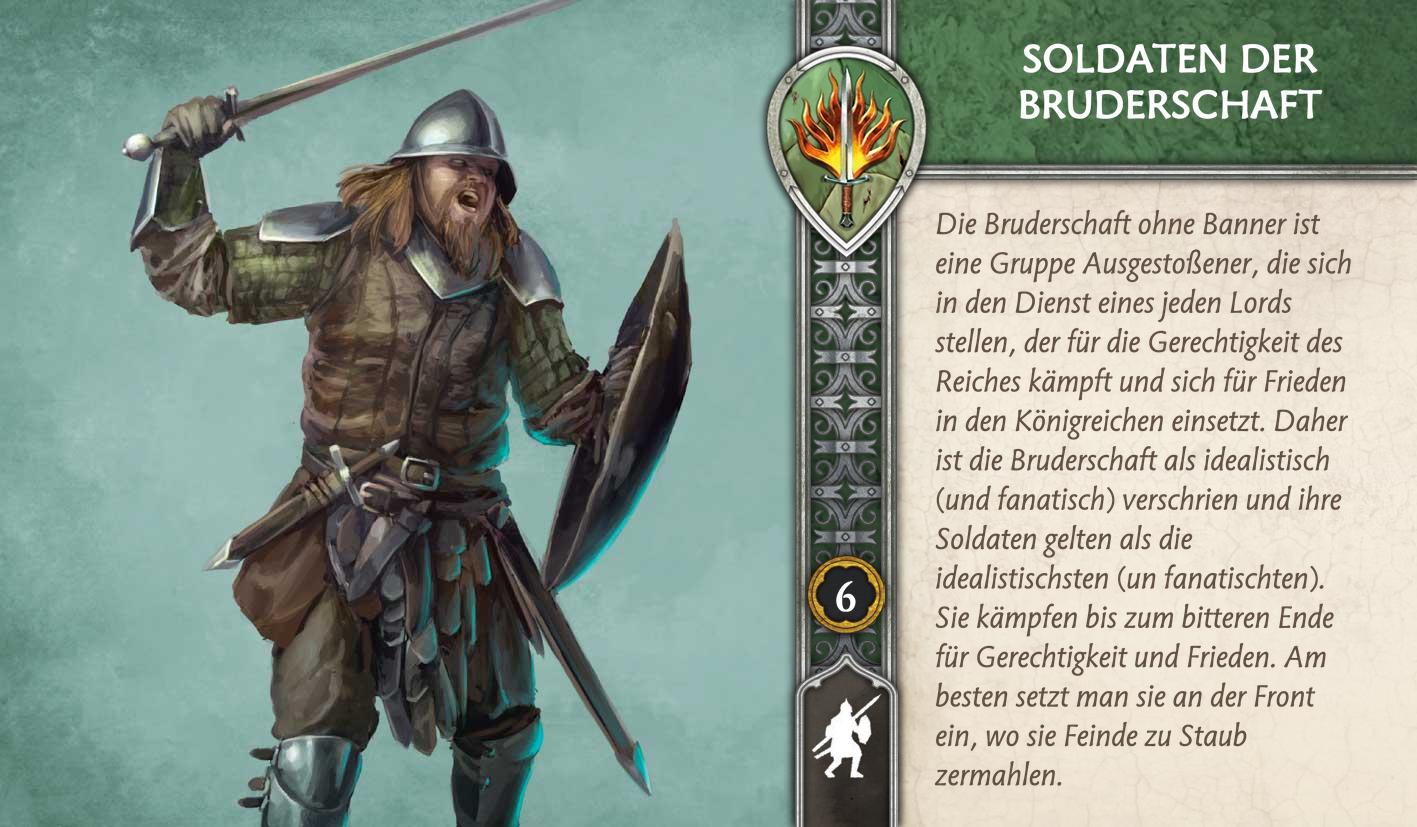 SOLDATEN DER
BRUDERSCHAFT
Die Bruderschaft ohne Banner ist
eine Gruppe Ausgestoßener, die sich
in den Dienst eines jeden Lords
stellen, der für die Gerechtigkeit des
Reiches kämpft und sich für Frieden
in den Königreichen einsetzt. Daher
ist die Bruderschaft als idealistisch
(und fanatisch) verschrien und ihre
Soldaten gelten als die
idealistischsten (un fanatischten).
Sie kämpfen bis zum bitteren Ende
für Gerechtigkeit und Frieden. Am
besten setzt man sie an der Front
ein, wo sie Feinde zu Staub
zermahlen.
6